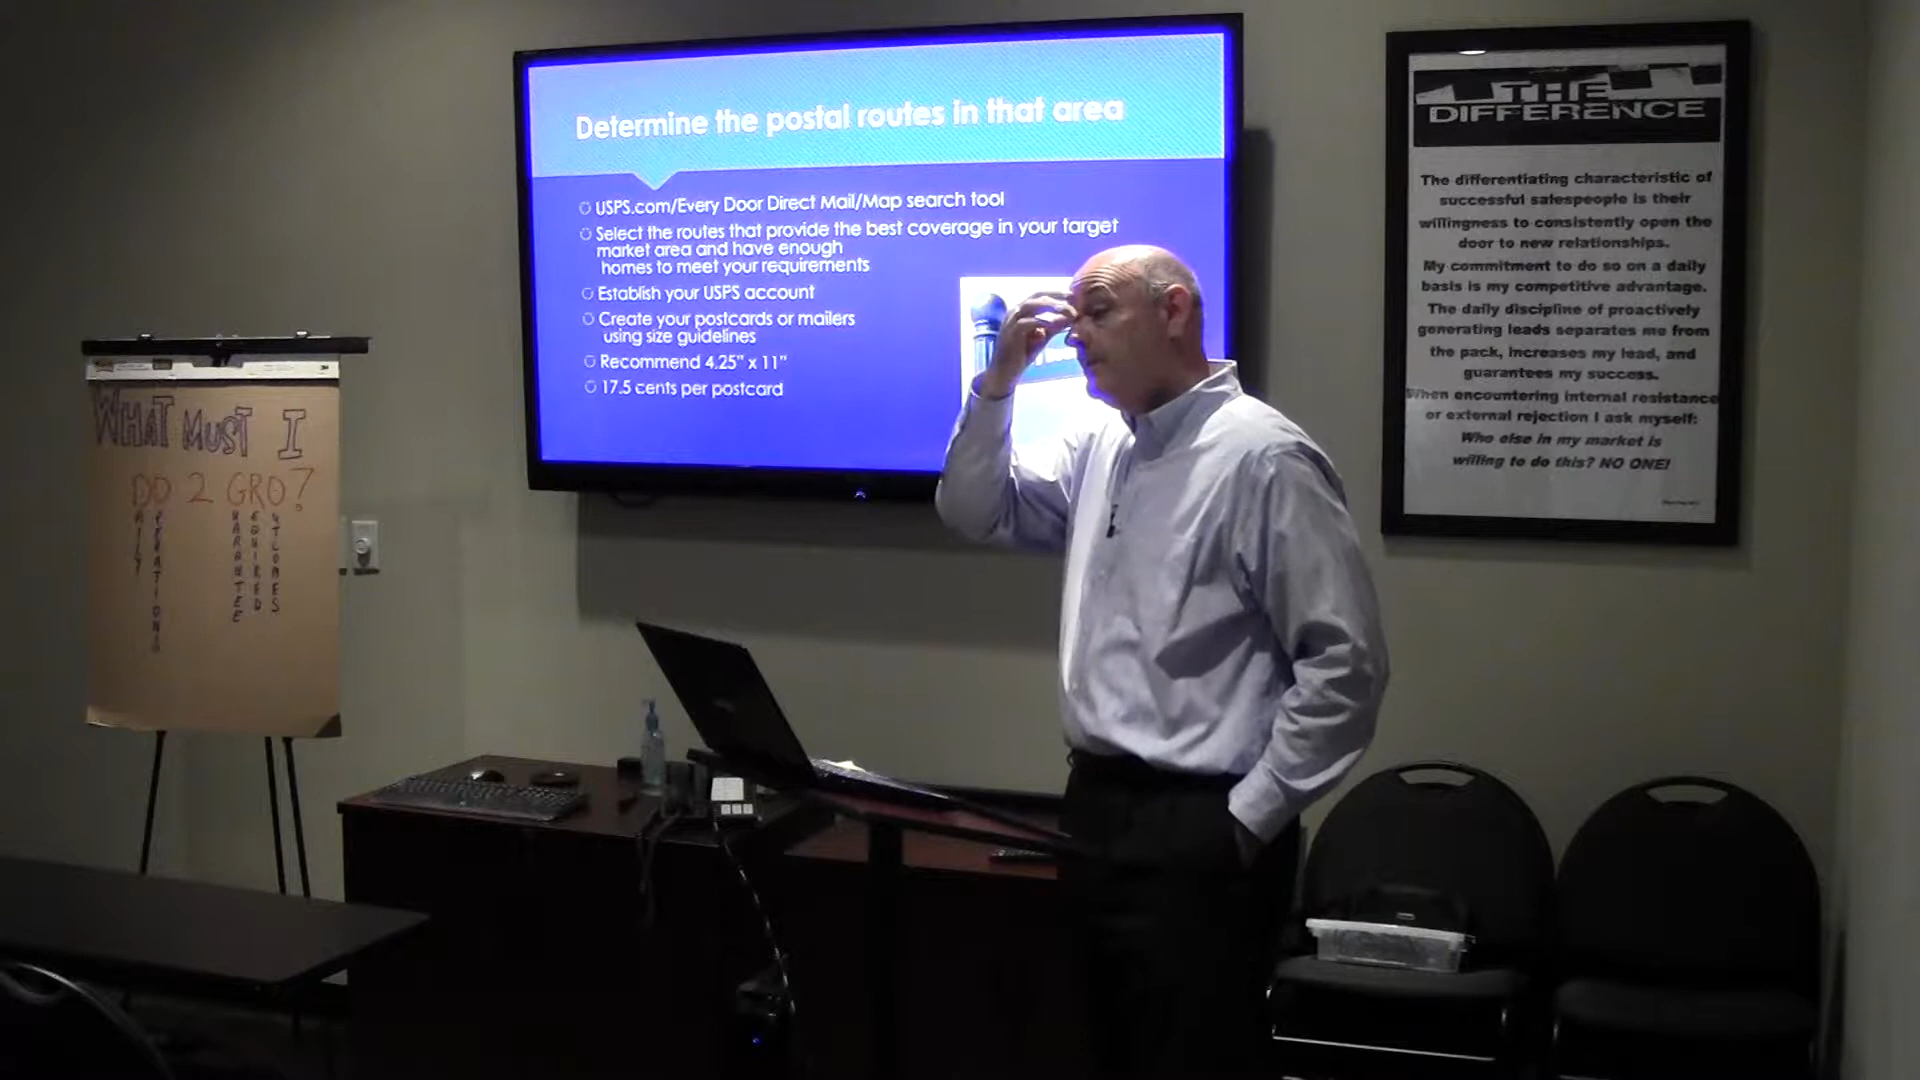 Determine the postal routes in that area
USPS.com/Every Door Direct Mail/Map search tool
Select the routes that provide the best coverage in your target
market area and have enough
homes to meet your requirements
Establish your USPS account
Create your postcards or mailers
using size guidelines
Recommend 4.25" x 11"
17.5 cents per postcard
WHAT MUST I
DO 2 GRO?
DAILY
OPERATIONS
GUARANTEE
REQUIRED
OUTCOMES
THE
DIFFERENCE
The differentiating characteristic of
successful salespeople is their
willingness to consistently open the
door to new relationships.
My commitment to do so on a daily
basis is my competitive advantage.
The daily discipline of proactively
generating leads separates me from
the pack, increases my lead, and
guarantees my success.
When encountering internal resistance
or external rejection I ask myself:
Who else in my market is
willing to do this? NO ONE!